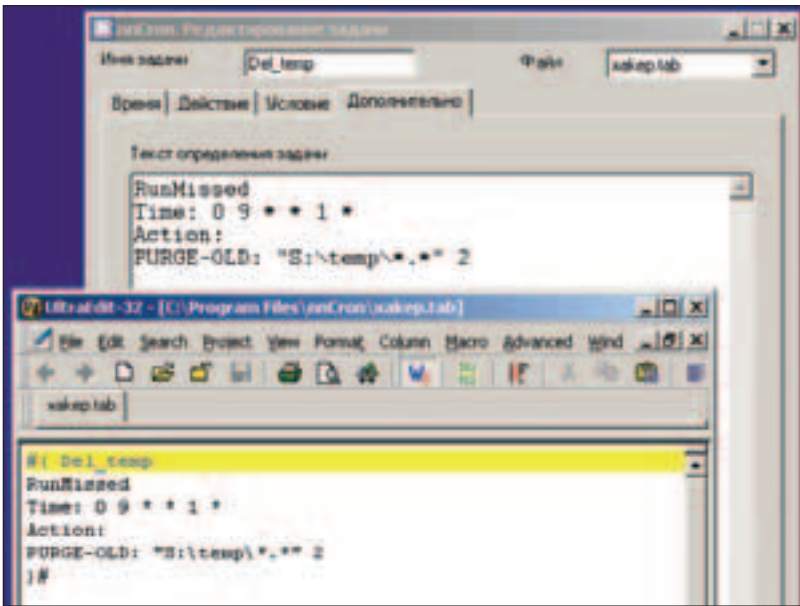 nnCron. Редактирование задачи
Имя задачи Del_temp Файл xakep.tab
Время Действие Условие Дополнительно
Текст определения задачи
RunMissed
Time: 0 9 * * 1 *
Action:
PURGE-OLD: "S:\temp\*.*" 2
UltraEdit-32 - [C:\Program Files\nnCron\xakep.tab]
File Edit Search Project View Format Column Macro Advanced Wind
xakep.tab
#( Del_temp
RunMissed
Time: 0 9 * * 1 *
Action:
PURGE-OLD: "S:\temp\*.*" 2
)#